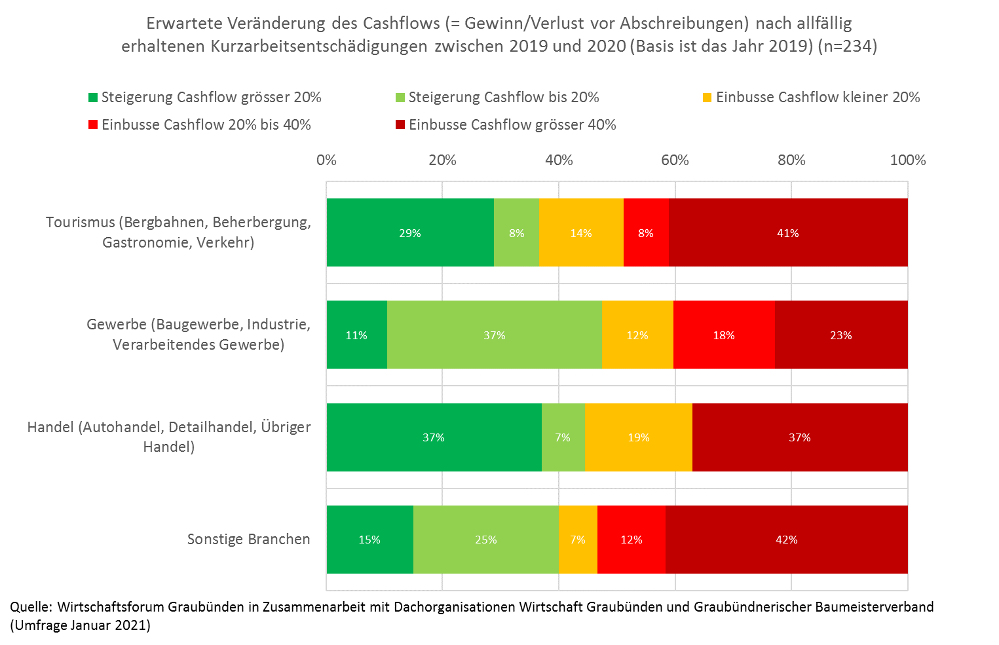 Erwartete Veränderung des Cashflows (= Gewinn/Verlust vor Abschreibungen) nach allfällig
erhaltenen Kurzarbeitsentschädigungen zwischen 2019 und 2020 (Basis ist das Jahr 2019) (n=234)
Steigerung Cashflow grösser 20%
Steigerung Cashflow bis 20%
Einbusse Cashflow kleiner 20%
Einbusse Cashflow 20% bis 40%
Einbusse Cashflow grösser 40%
0% 20% 40% 60% 80% 100%
Tourismus (Bergbahnen, Beherbergung,
Gastronomie, Verkehr)
29% 8% 14% 8% 41%
Gewerbe (Baugewerbe, Industrie,
Verarbeitendes Gewerbe)
11% 37% 12% 18% 23%
Handel (Autohandel, Detailhandel, Übriger
Handel)
37% 7% 19% 37%
Sonstige Branchen
15% 25% 7% 12% 42%
Quelle: Wirtschaftsforum Graubünden in Zusammenarbeit mit Dachorganisationen Wirtschaft Graubünden und Graubündnerischer Baumeisterverband
(Umfrage Januar 2021)